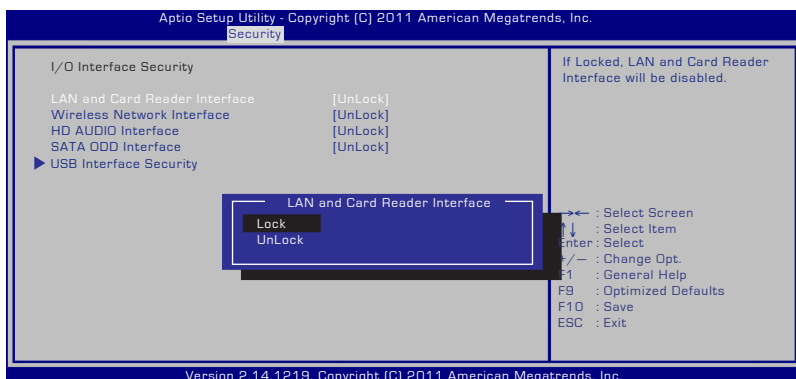 Aptio Setup Utility - Copyright (C) 2011 American Megatrends, Inc.
Security
I/O Interface Security
LAN and Card Reader Interface [UnLock]
Wireless Network Interface [UnLock]
HD AUDIO Interface [UnLock]
SATA ODD Interface [UnLock]
USB Interface Security
If Locked, LAN and Card Reader
Interface will be disabled.
LAN and Card Reader Interface
Lock
UnLock
→← : Select Screen
↑↓ : Select Item
Enter : Select
+/− : Change Opt.
F1 : General Help
F9 : Optimized Defaults
F10 : Save
ESC : Exit
Version 2.14.1219. Copyright (C) 2011 American Megatrends, Inc.